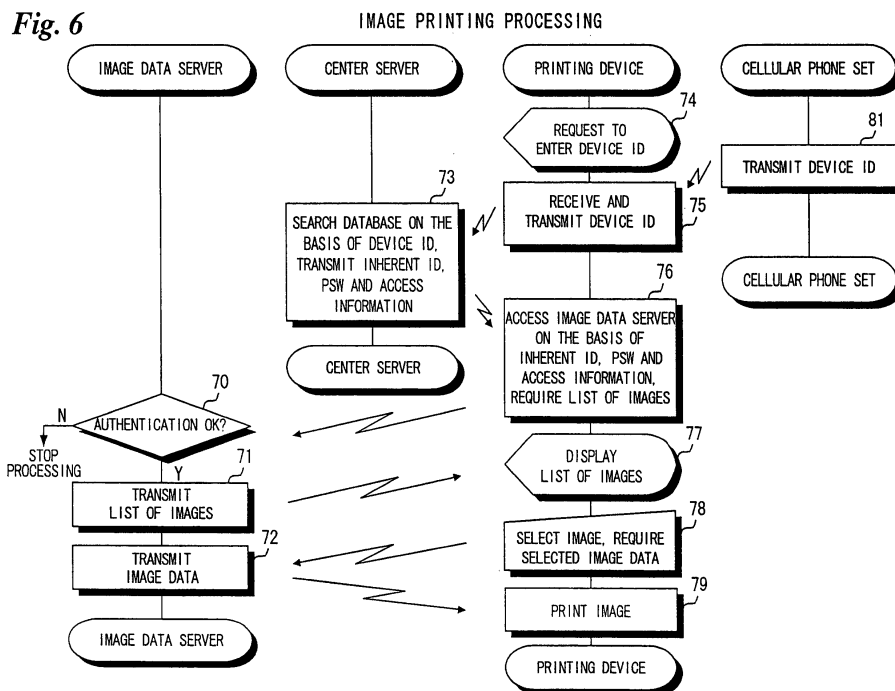 Fig. 6
IMAGE PRINTING PROCESSING
IMAGE DATA SERVER
CENTER SERVER
PRINTING DEVICE
CELLULAR PHONE SET
74
REQUEST TO
ENTER DEVICE ID
81
TRANSMIT DEVICE ID
73
SEARCH DATABASE ON THE
BASIS OF DEVICE ID,
TRANSMIT INHERENT ID,
PSW AND ACCESS
INFORMATION
RECEIVE AND
TRANSMIT DEVICE ID
75
CELLULAR PHONE SET
76
ACCESS IMAGE DATA SERVER
ON THE BASIS OF
INHERENT ID, PSW AND
ACCESS INFORMATION,
REQUIRE LIST OF IMAGES
CENTER SERVER
70
N
AUTHENTICATION OK?
STOP
PROCESSING
Y
77
DISPLAY
LIST OF IMAGES
71
TRANSMIT
LIST OF IMAGES
78
SELECT IMAGE, REQUIRE
SELECTED IMAGE DATA
72
TRANSMIT
IMAGE DATA
79
PRINT IMAGE
IMAGE DATA SERVER
PRINTING DEVICE